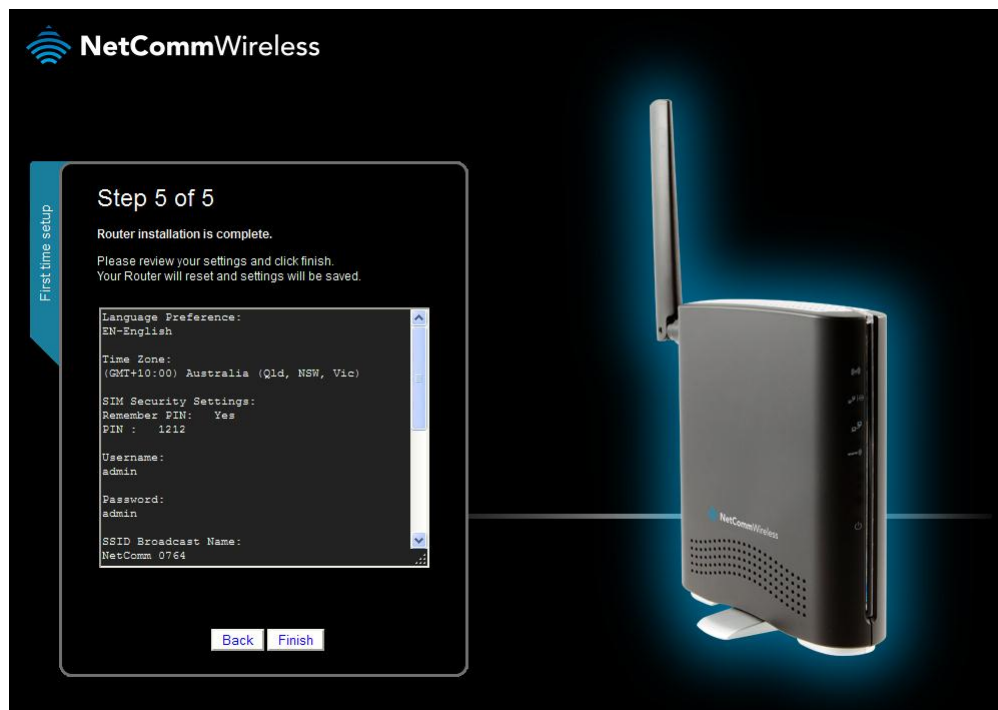 NetCommWireless
First time setup
Step 5 of 5
Router installation is complete.
Please review your settings and click finish.
Your Router will reset and settings will be saved.
Language Preference:
EN-English
Time Zone:
(GMT+10:00) Australia (Qld, NSW, Vic)
SIM Security Settings:
Remember PIN: Yes
PIN : 1212
Username:
admin
Password:
admin
SSID Broadcast Name:
NetComm 0764
Back Finish
NetCommWireless